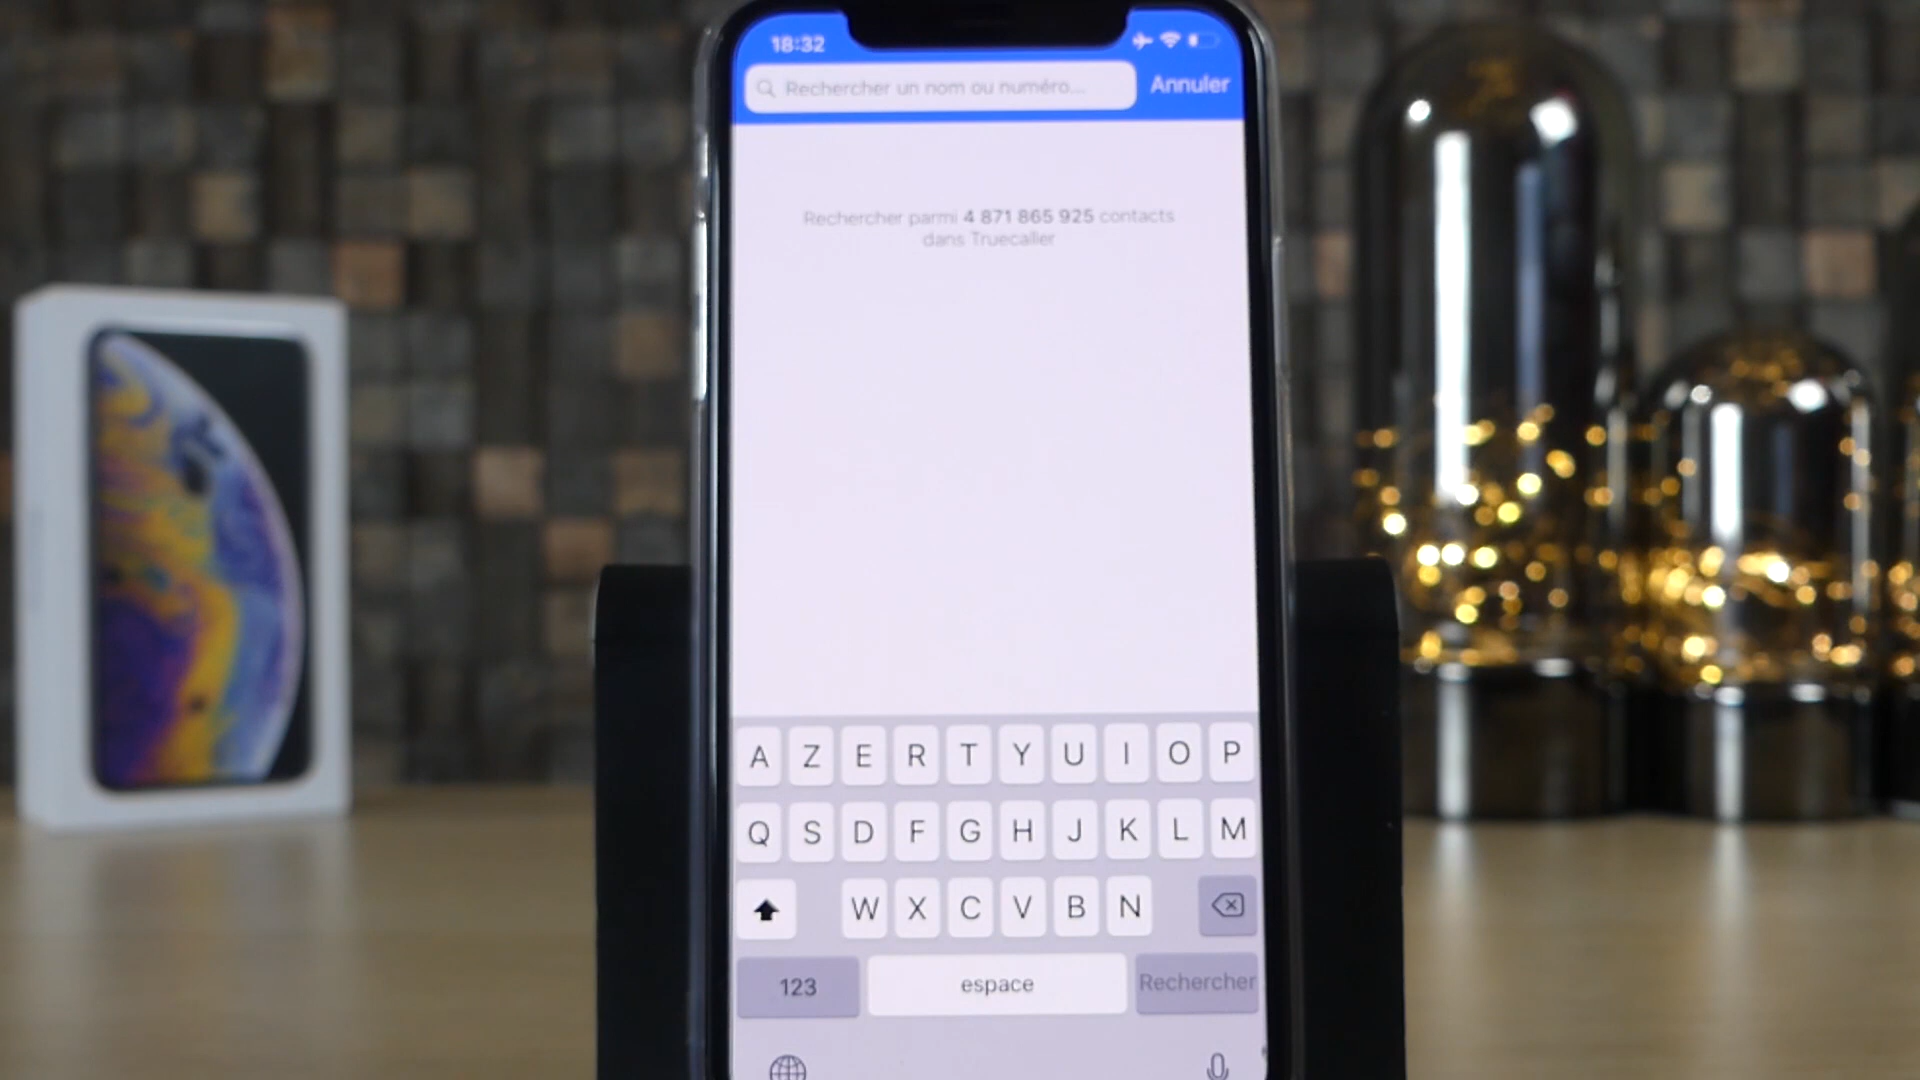 18:32
Rechercher un nom ou numéro...
Annuler
Rechercher parmi 4 871 865 925 contacts
dans Truecaller
A Z E R T Y U I O P
Q S D F G H J K L M
W X C V B N
123 espace Rechercher